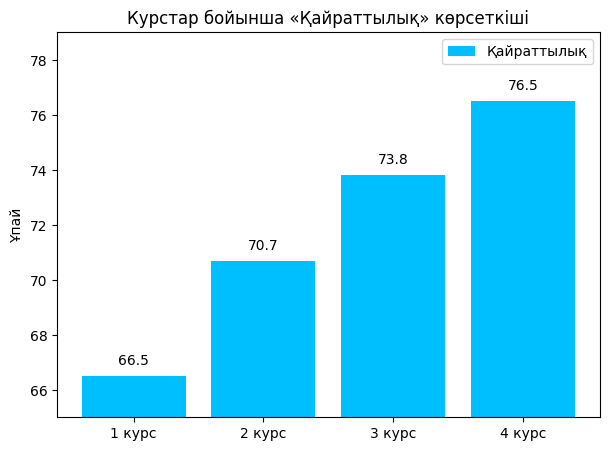 Курстар бойынша «Қайраттылық» көрсеткіші
Қайраттылық
Ұпай
78
76
74
72
70
68
66
66.5
70.7
73.8
76.5
1 курс
2 курс
3 курс
4 курс